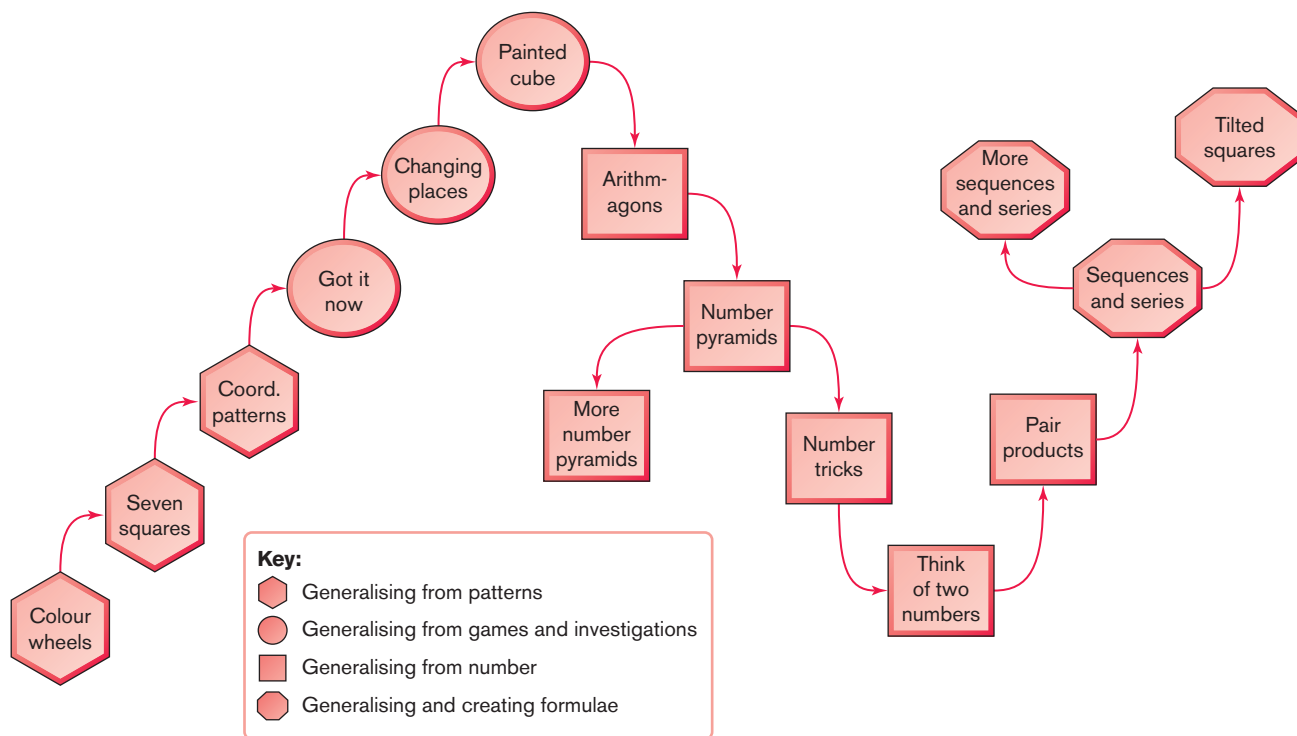 Painted
cube
Changing
places
Got it
now
Coord.
patterns
Seven
squares
Colour
wheels
Arithm-
agons
Number
pyramids
More
number
pyramids
Number
tricks
Think
of two
numbers
Pair
products
Sequences
and series
More
sequences
and series
Tilted
squares
Key:
Generalising from patterns
Generalising from games and investigations
Generalising from number
Generalising and creating formulae